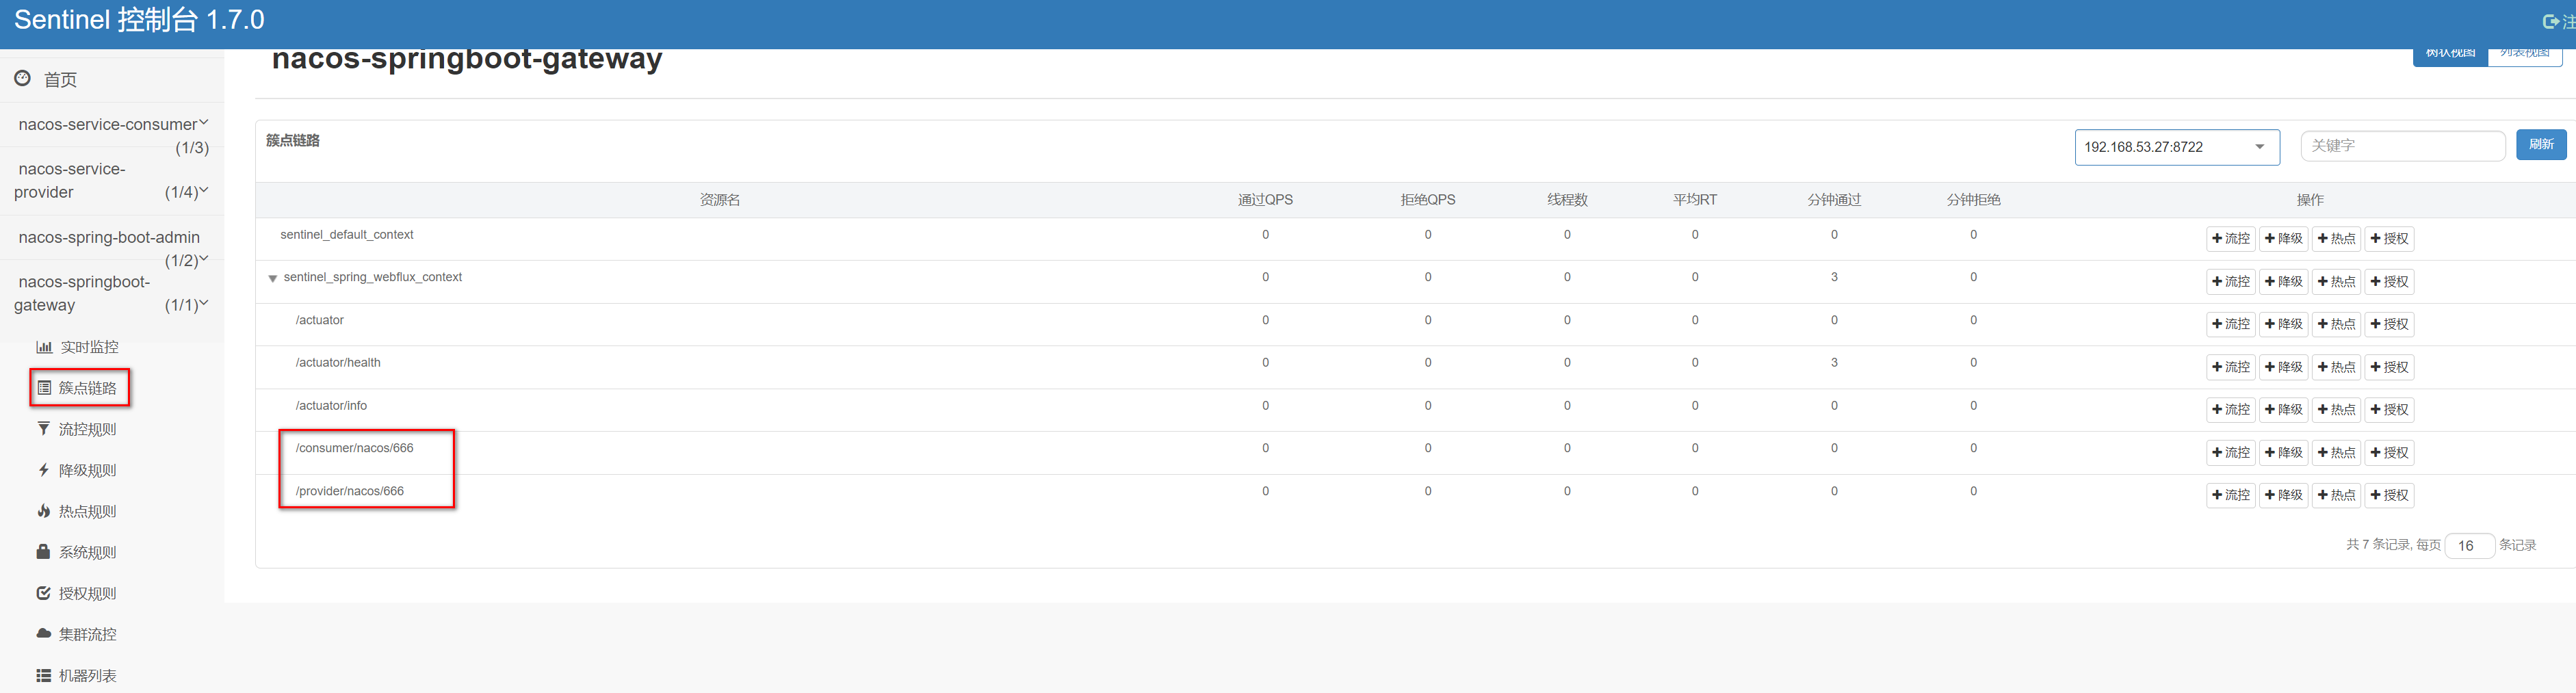 Sentinel 控制台 1.7.0
注
首页
nacos-service-consumer
(1/3)
nacos-service-
provider (1/4)
nacos-spring-boot-admin
(1/2)
nacos-springboot-
gateway (1/1)
实时监控
簇点链路
流控规则
降级规则
热点规则
系统规则
授权规则
集群流控
机器列表
nacos-springboot-gateway
树状视图 列表视图
簇点链路
192.168.53.27:8722 关键字 刷新
资源名 通过QPS 拒绝QPS 线程数 平均RT 分钟通过 分钟拒绝 操作
sentinel_default_context 0 0 0 0 0 0 流控 降级 热点 授权
sentinel_spring_webflux_context 0 0 0 0 3 0 流控 降级 热点 授权
/actuator 0 0 0 0 0 0 流控 降级 热点 授权
/actuator/health 0 0 0 0 3 0 流控 降级 热点 授权
/actuator/info 0 0 0 0 0 0 流控 降级 热点 授权
/consumer/nacos/666 0 0 0 0 0 0 流控 降级 热点 授权
/provider/nacos/666 0 0 0 0 0 0 流控 降级 热点 授权
共 7 条记录, 每页 16 条记录